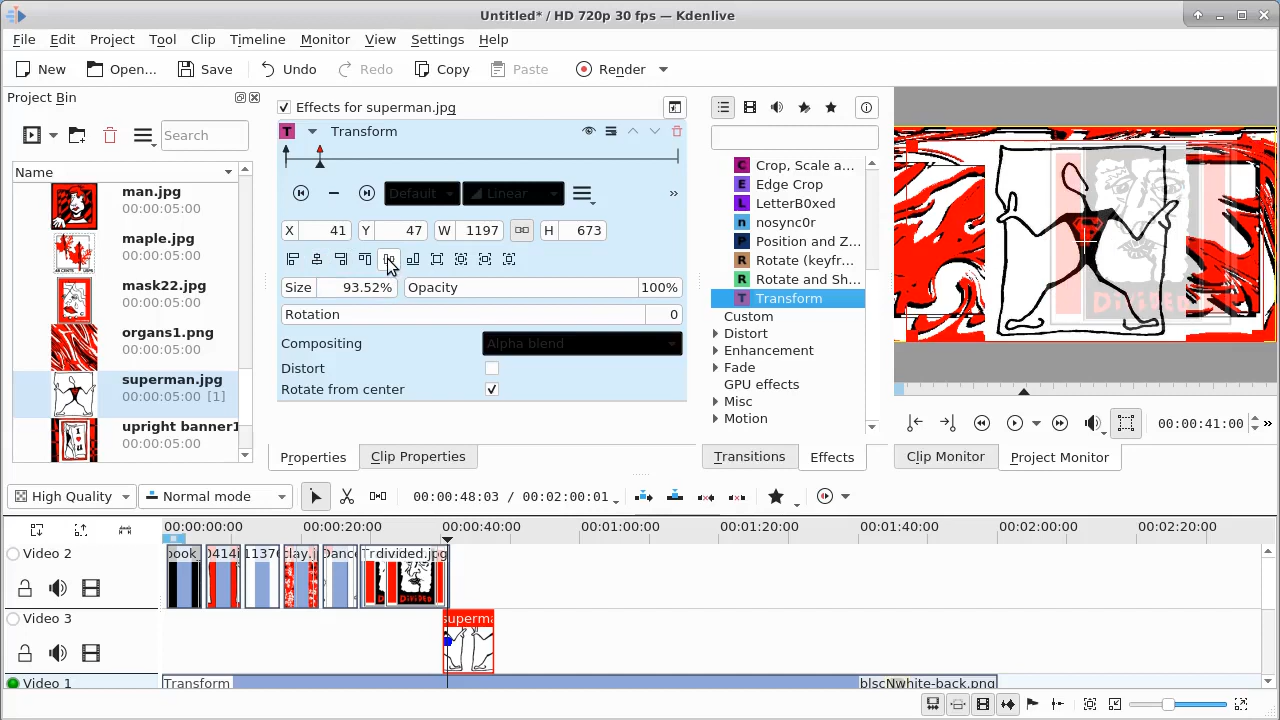 Untitled* / HD 720p 30 fps — Kdenlive
File Edit Project Tool Clip Timeline Monitor View Settings Help
New Open... Save Undo Redo Copy Paste Render
Project Bin
Search
Name
man.jpg
00:00:05:00
maple.jpg
00:00:05:00
mask22.jpg
00:00:05:00
organs1.png
00:00:05:00
superman.jpg
00:00:05:00 [1]
upright banner1
00:00:05:00
Effects for superman.jpg
T Transform
Default Linear »
X 41 Y 47 W 1197 H 673
Size 93.52% Opacity 100%
Rotation 0
Compositing Alpha blend
Distort
Rotate from center
Properties Clip Properties
C Crop, Scale a...
E Edge Crop
L LetterB0xed
n nosync0r
P Position and Z...
R Rotate (keyfr...
R Rotate and Sh...
T Transform
Custom
Distort
Enhancement
Fade
GPU effects
Misc
Motion
Transitions Effects
DiviDeD
00:00:41:00 »
Clip Monitor Project Monitor
High Quality Normal mode 00:00:48:03 / 00:02:00:01
00:00:00:00 00:00:20:00 00:00:40:00 00:01:00:00 00:01:20:00 00:01:40:00 00:02:00:00 00:02:20:00
Video 2
book_ 0414i 1137( clay.j Danc Tr divided.jpg
Video 3
superma
Video 1
Transform blscNwhite-back.png